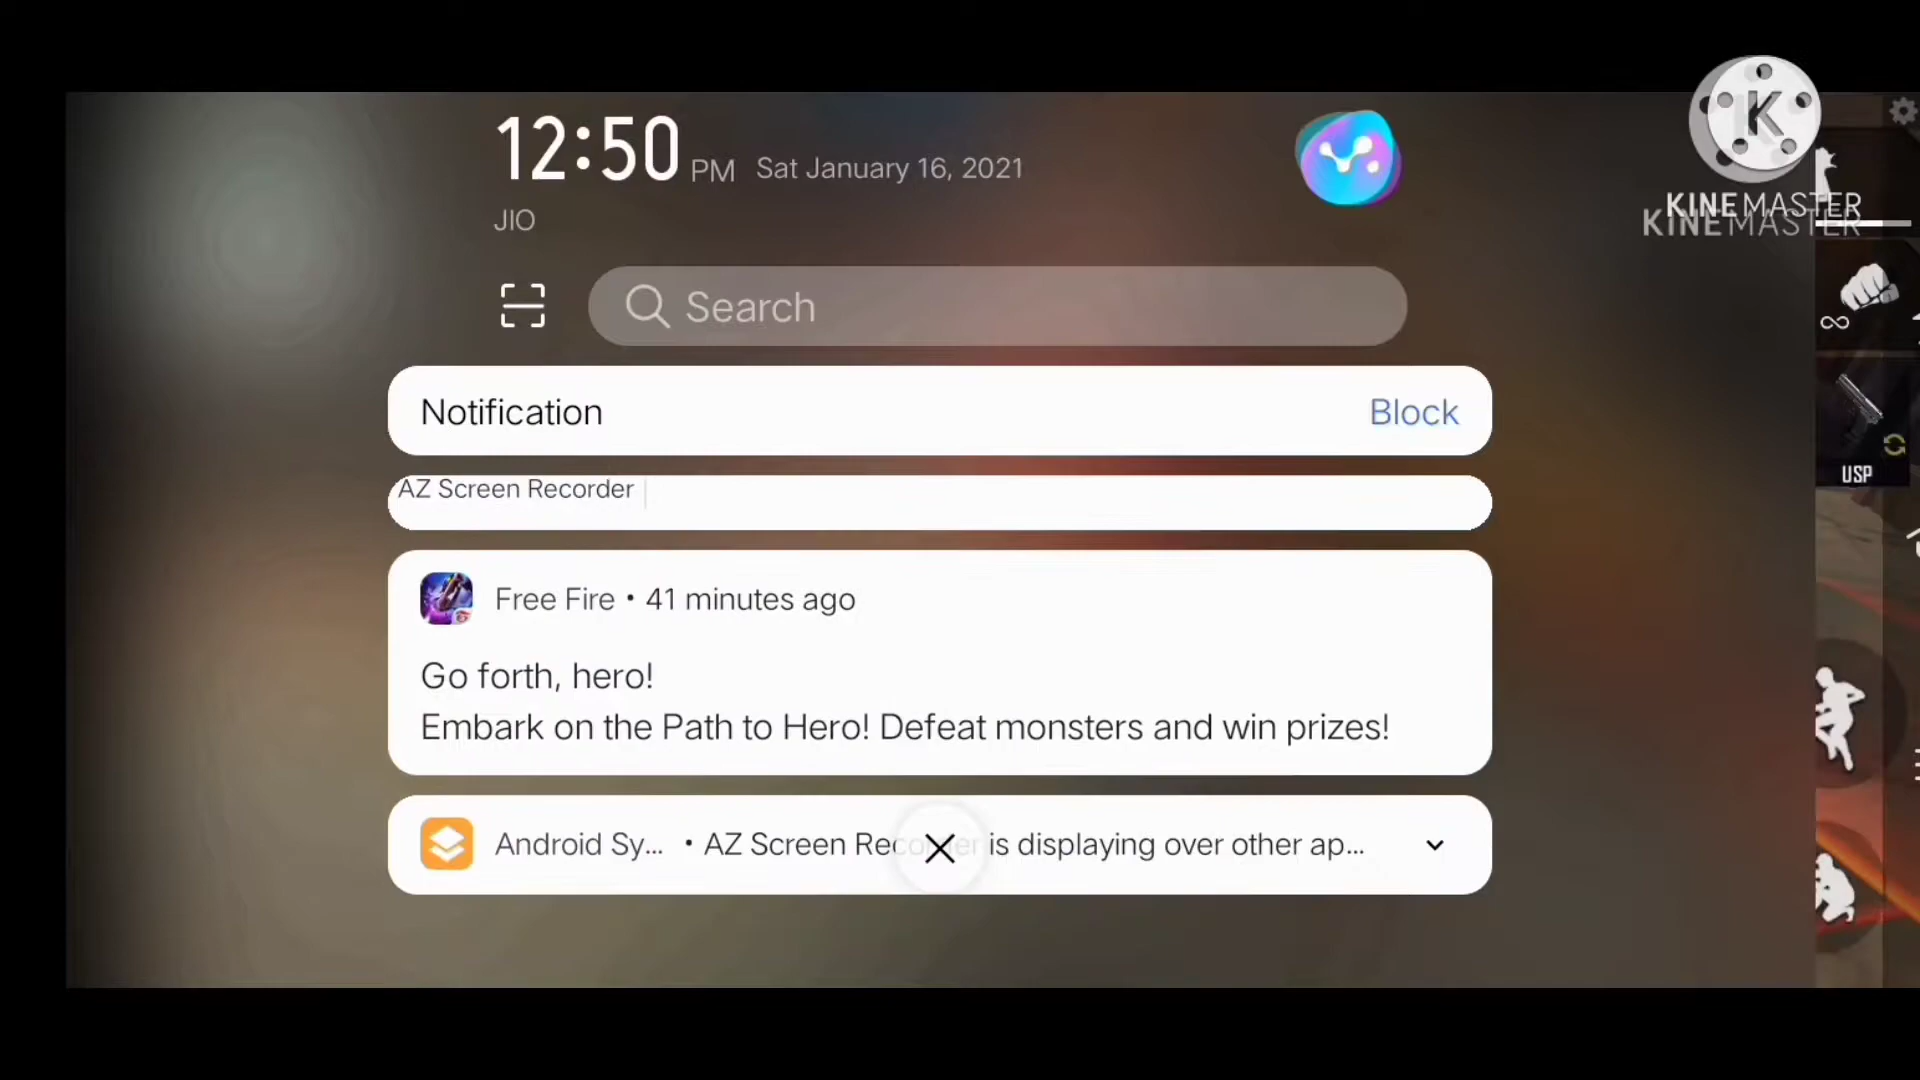 12:50 PM Sat January 16, 2021
JIO
KINEMASTER
KINEMASTER
Search
Notification Block
AZ Screen Recorder
Free Fire • 41 minutes ago
Go forth, hero!
Embark on the Path to Hero! Defeat monsters and win prizes!
Android Sy... • AZ Screen Recorder is displaying over other ap...
USP